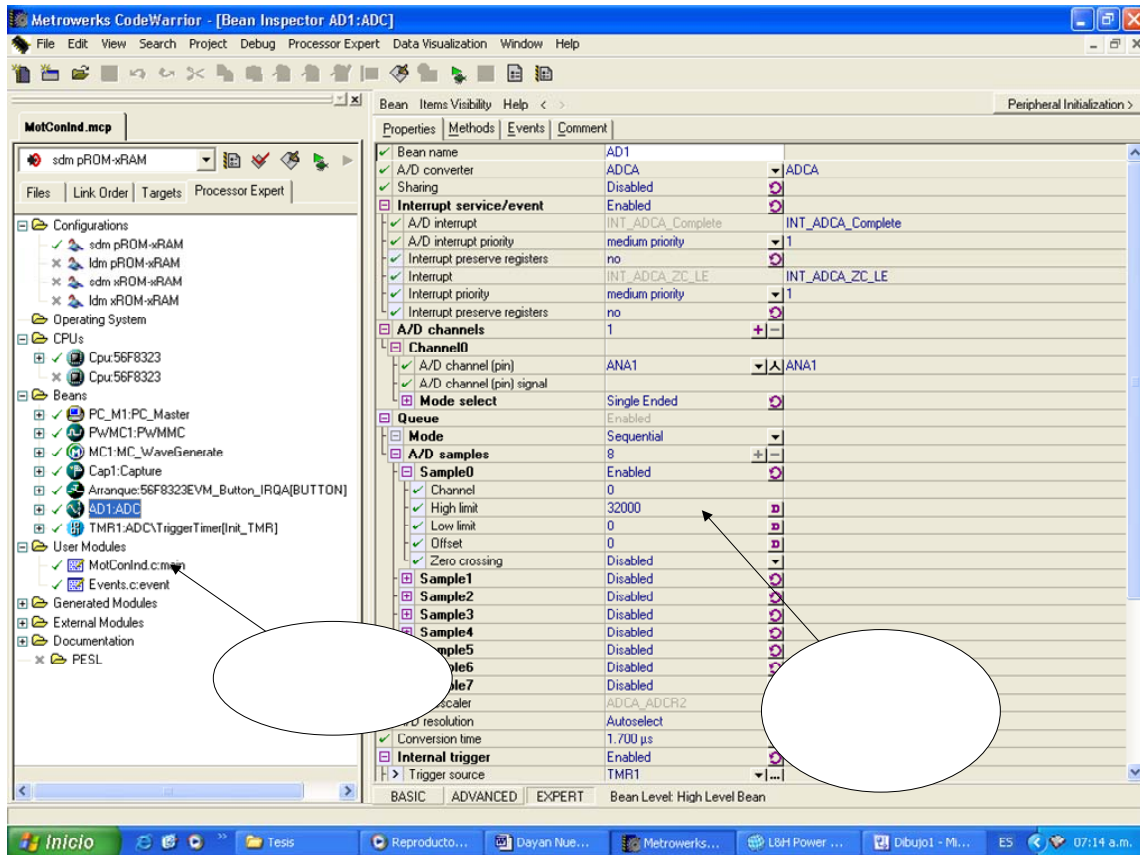 Metrowerks CodeWarrior - [Bean Inspector AD1:ADC]
File Edit View Search Project Debug Processor Expert Data Visualization Window Help
MotConInd.mcp
sdm pROM-xRAM
Files Link Order Targets Processor Expert
Configurations
sdm pROM-xRAM
ldm pROM-xRAM
sdm xROM-xRAM
ldm xROM-xRAM
Operating System
CPUs
Cpu:56F8323
Cpu:56F8323
Beans
PC_M1:PC_Master
PWMC1:PWMMC
MC1:MC_WaveGenerate
Cap1:Capture
Arranque:56F8323EVM_Button_IRQA[BUTTON]
AD1:ADC
TMR1:ADC\TriggerTimer[Init_TMR]
User Modules
MotConInd.c:main
Events.c:event
Generated Modules
External Modules
Documentation
PESL
Bean Items Visibility Help < >
Peripheral Initialization >
Properties Methods Events Comment
Bean name AD1
A/D converter ADCA ADCA
Sharing Disabled
Interrupt service/event Enabled
A/D interrupt INT_ADCA_Complete INT_ADCA_Complete
A/D interrupt priority medium priority 1
Interrupt preserve registers no
Interrupt INT_ADCA_ZC_LE INT_ADCA_ZC_LE
Interrupt priority medium priority 1
Interrupt preserve registers no
A/D channels 1 + -
Channel0
A/D channel (pin) ANA1 ANA1
A/D channel (pin) signal
Mode select Single Ended
Queue Enabled
Mode Sequential
A/D samples 8 + -
Sample0 Enabled
Channel 0
High limit 32000 D
Low limit 0 D
Offset 0 D
Zero crossing Disabled
Sample1 Disabled
Sample2 Disabled
Sample3 Disabled
Sample4 Disabled
mple5 Disabled
ple6 Disabled
ple7 Disabled
scaler ADCA_ADCR2
A/D resolution Autoselect
Conversion time 1.700 µs
Internal trigger Enabled
Trigger source TMR1 ...
BASIC ADVANCED EXPERT Bean Level: High Level Bean
Inicio Tesis Reproducto... Dayan Nue... Metrowerks... L&H Power ... Dibujo1 - Mi... ES 07:14 a.m.